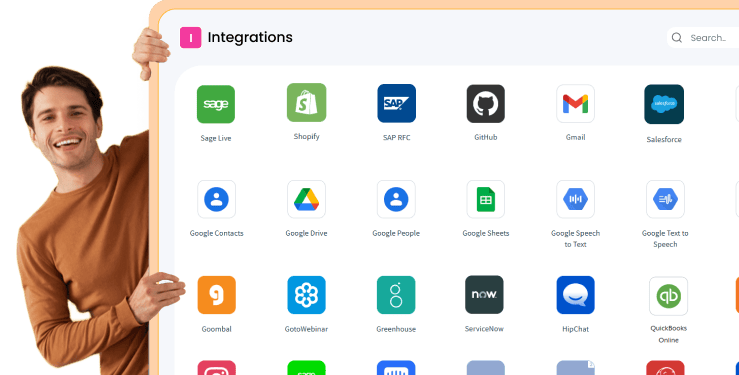 I Integrations
Search..
sage
SAP
salesforce
Sage Live
Shopify
SAP RFC
GitHub
Gmail
Salesforce
Google Contacts
Google Drive
Google People
Google Sheets
Google Speech
to Text
Google Text to
Speech
now
qb
Goombal
GotoWebinar
Greenhouse
ServiceNow
HipChat
QuickBooks
Online